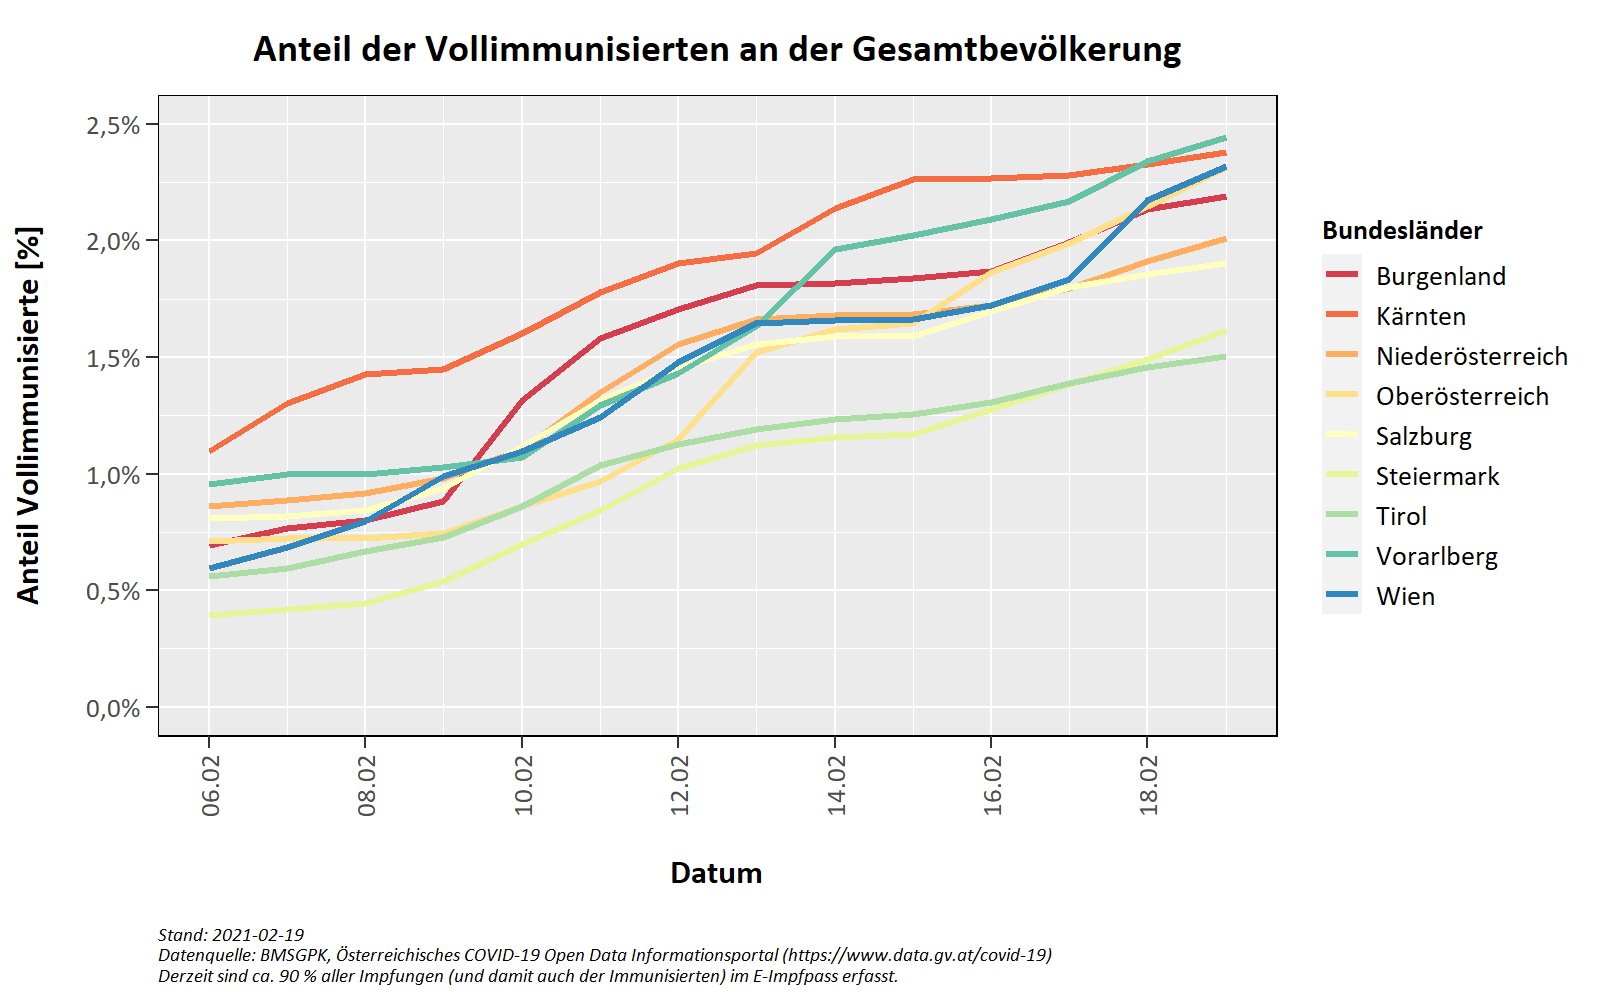 Anteil der Vollimmunisierten an der Gesamtbevölkerung
Anteil Vollimmunisierte [%]
2,5%
2,0%
1,5%
1,0%
0,5%
0,0%
06.02
08.02
10.02
12.02
14.02
16.02
18.02
Datum
Bundesländer
Burgenland
Kärnten
Niederösterreich
Oberösterreich
Salzburg
Steiermark
Tirol
Vorarlberg
Wien
Stand: 2021-02-19
Datenquelle: BMSGPK, Österreichisches COVID-19 Open Data Informationsportal (https://www.data.gv.at/covid-19)
Derzeit sind ca. 90 % aller Impfungen (und damit auch der Immunisierten) im E-Impfpass erfasst.